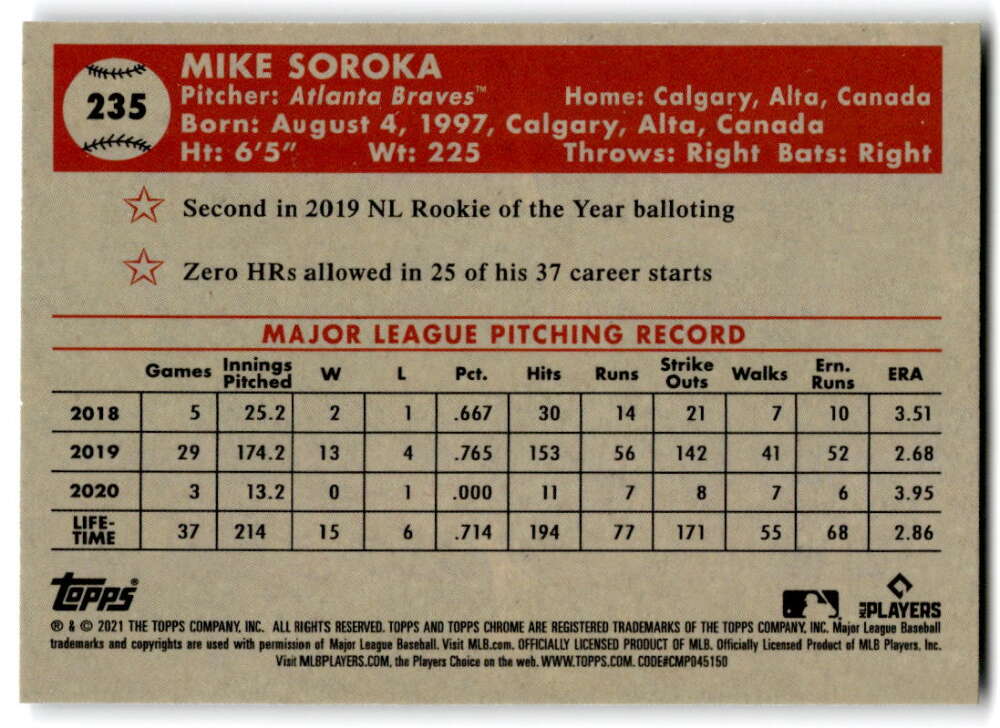 235
MIKE SOROKA
Pitcher: Atlanta Braves™ Home: Calgary, Alta, Canada
Born: August 4, 1997, Calgary, Alta, Canada
Ht: 6'5" Wt: 225 Throws: Right Bats: Right
Second in 2019 NL Rookie of the Year balloting
Zero HRs allowed in 25 of his 37 career starts
MAJOR LEAGUE PITCHING RECORD
Games Innings Pitched W L Pct. Hits Runs Strike Outs Walks Ern. Runs ERA
2018 5 25.2 2 1 .667 30 14 21 7 10 3.51
2019 29 174.2 13 4 .765 153 56 142 41 52 2.68
2020 3 13.2 0 1 .000 11 7 8 7 6 3.95
LIFE-TIME 37 214 15 6 .714 194 77 171 55 68 2.86
Topps®
MLB PLAYERS
® & © 2021 THE TOPPS COMPANY, INC. ALL RIGHTS RESERVED. TOPPS AND TOPPS CHROME ARE REGISTERED TRADEMARKS OF THE TOPPS COMPANY, INC. Major League Baseball
trademarks and copyrights are used with permission of Major League Baseball. Visit MLB.com. OFFICIALLY LICENSED PRODUCT OF MLB. Officially Licensed Product of MLB Players, Inc.
Visit MLBPLAYERS.COM, the Players Choice on the web. WWW.TOPPS.COM. CODE#CMP045150